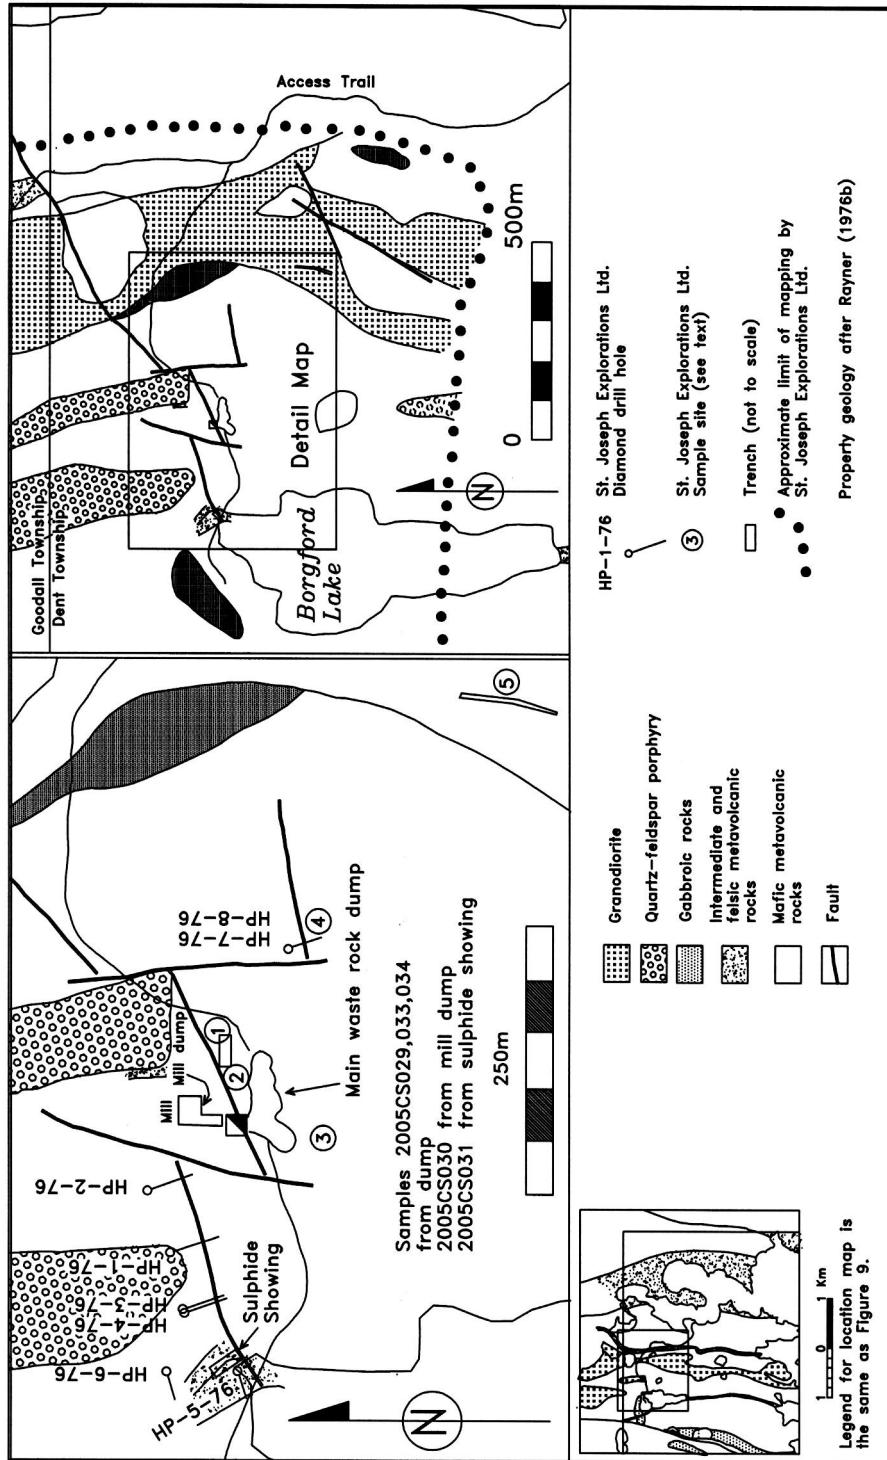 HP-6-76
HP-4-76
HP-3-76
HP-1-76
HP-2-76
HP-5-76
Sulphide
Showing
Mill
Mill dump
1
2
3
HP-7-76
HP-8-76
4
5
Main waste rock dump
Samples 2005CS029,033,034
from dump
2005CS030 from mill dump
2005CS031 from sulphide showing
250m
N
Goodall Township
Dent Township
Access Trail
Borgford
Lake
Detail Map
N
0
500m
1
0
1 Km
Legend for location map is
the same as Figure 9.
Granodiorite
Quartz-feldspar porphyry
Gabbroic rocks
Intermediate and
felsic metavolcanic
rocks
Mafic metavolcanic
rocks
Fault
HP-1-76
St. Joseph Explorations Ltd.
Diamond drill hole
3
St. Joseph Explorations Ltd.
Sample site (see text)
Trench (not to scale)
Approximate limit of mapping by
St. Joseph Explorations Ltd.
Property geology after Rayner (1976b)